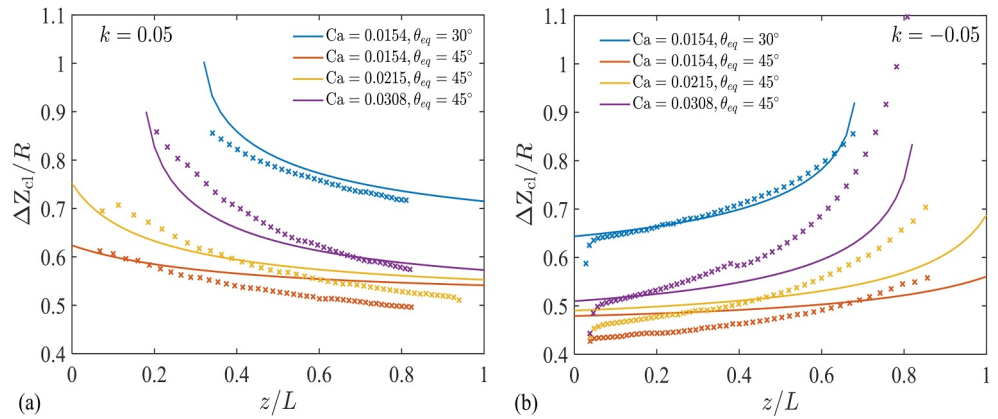 1.1
1
0.9
0.8
0.7
0.6
0.5
0.4
ΔZcl/R
k = 0.05
Ca = 0.0154, θeq = 30°
Ca = 0.0154, θeq = 45°
Ca = 0.0215, θeq = 45°
Ca = 0.0308, θeq = 45°
0 0.2 0.4 0.6 0.8 1
z/L
(a)
1.1
1
0.9
0.8
0.7
0.6
0.5
0.4
ΔZcl/R
k = −0.05
Ca = 0.0154, θeq = 30°
Ca = 0.0154, θeq = 45°
Ca = 0.0215, θeq = 45°
Ca = 0.0308, θeq = 45°
0 0.2 0.4 0.6 0.8 1
z/L
(b)